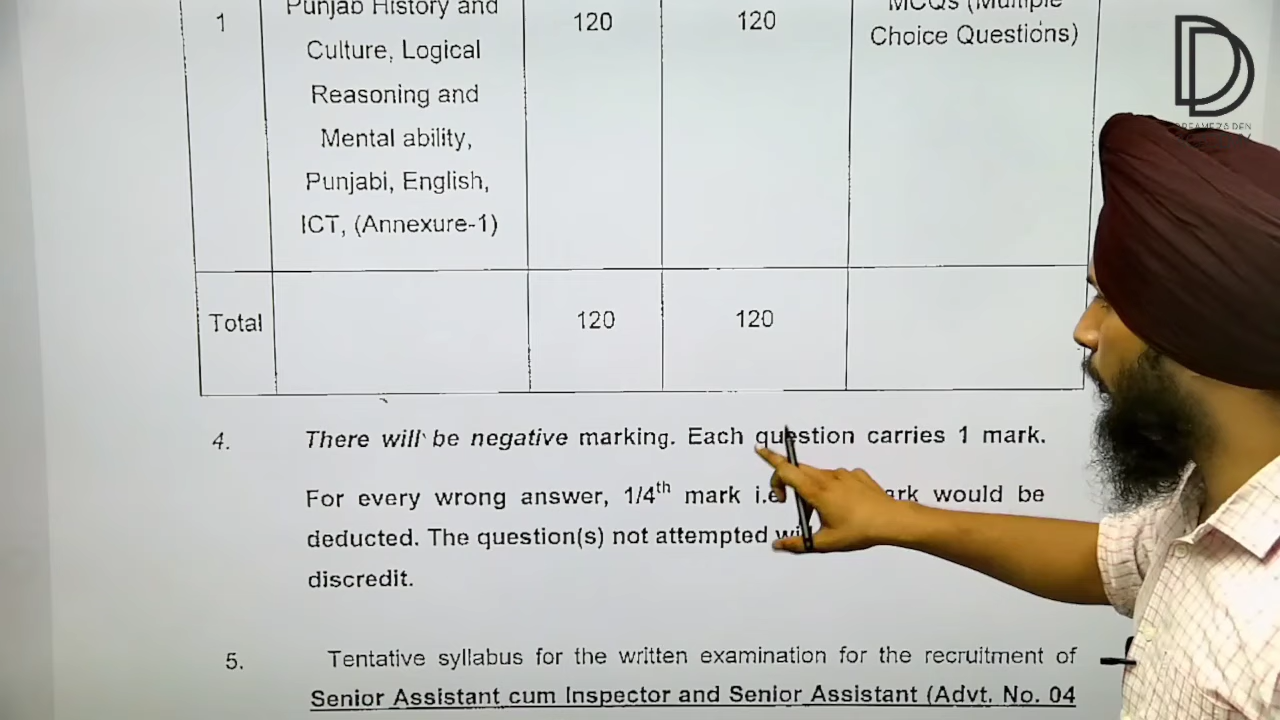 1
Punjab History and
Culture, Logical
Reasoning and
Mental ability,
Punjabi, English,
ICT, (Annexure-1)
120
120
MCQs (Multiple
Choice Questions)
Total
120
120
4. There will be negative marking. Each question carries 1 mark.
For every wrong answer, 1/4th mark i.e mark would be
deducted. The question(s) not attempted
discredit.
5. Tentative syllabus for the written examination for the recruitment of
Senior Assistant cum Inspector and Senior Assistant (Advt. No. 04